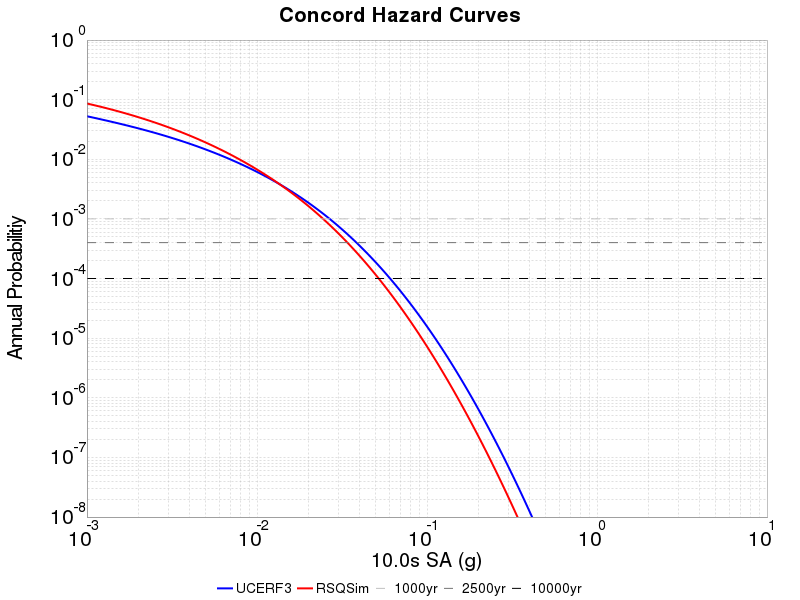 Concord Hazard Curves
Annual Probabilitiy
10^0
10^-1
10^-2
10^-3
10^-4
10^-5
10^-6
10^-7
10^-8
10^-3 10^-2 10^-1 10^0 10^1
10.0s SA (g)
UCERF3 RSQSim 1000yr 2500yr 10000yr